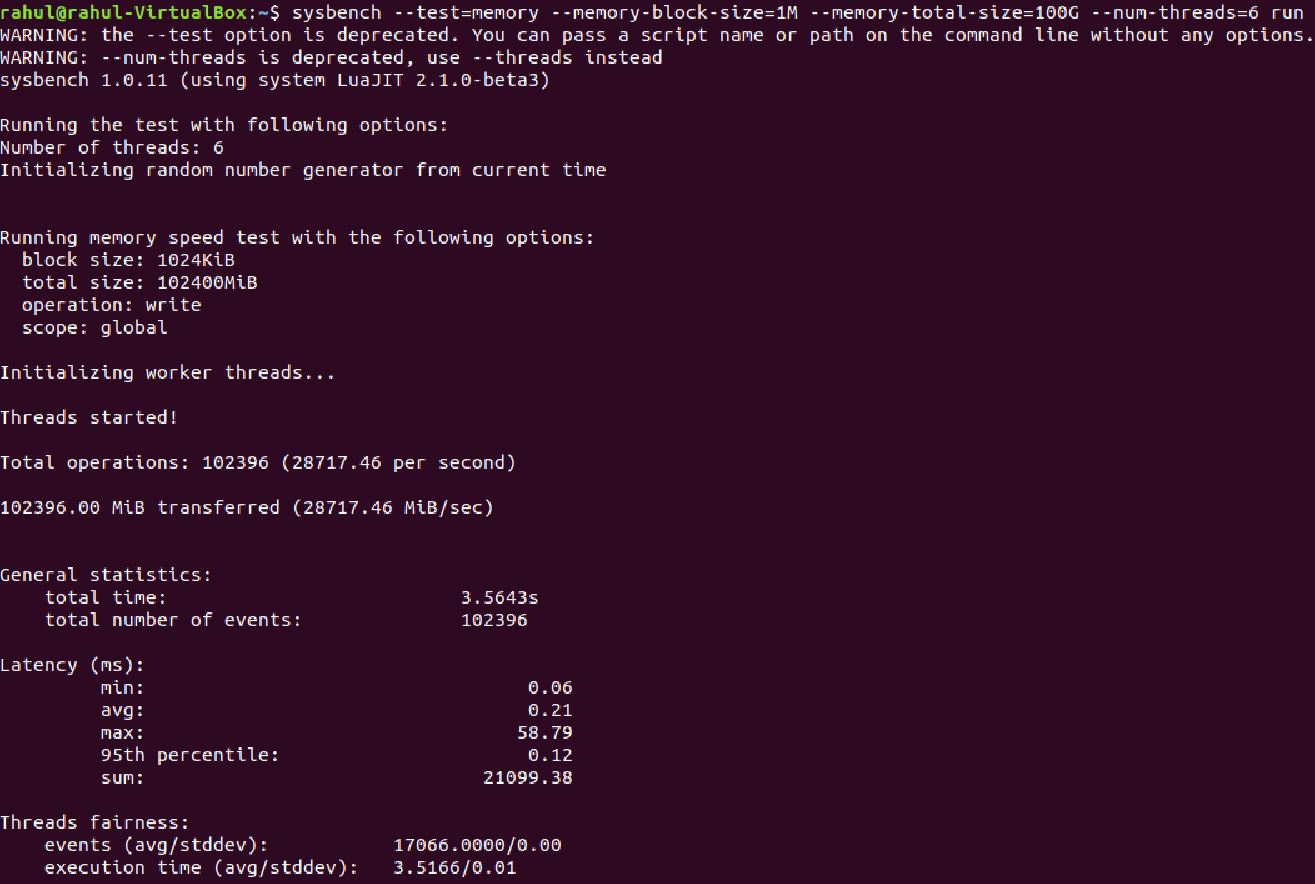 rahul@rahul-VirtualBox:~$ sysbench --test=memory --memory-block-size=1M --memory-total-size=100G --num-threads=6 run
WARNING: the --test option is deprecated. You can pass a script name or path on the command line without any options.
WARNING: --num-threads is deprecated, use --threads instead
sysbench 1.0.11 (using system LuaJIT 2.1.0-beta3)
Running the test with following options:
Number of threads: 6
Initializing random number generator from current time
Running memory speed test with the following options:
block size: 1024KiB
total size: 102400MiB
operation: write
scope: global
Initializing worker threads...
Threads started!
Total operations: 102396 (28717.46 per second)
102396.00 MiB transferred (28717.46 MiB/sec)
General statistics:
total time: 3.5643s
total number of events: 102396
Latency (ms):
min: 0.06
avg: 0.21
max: 58.79
95th percentile: 0.12
sum: 21099.38
Threads fairness:
events (avg/stddev): 17066.0000/0.00
execution time (avg/stddev): 3.5166/0.01